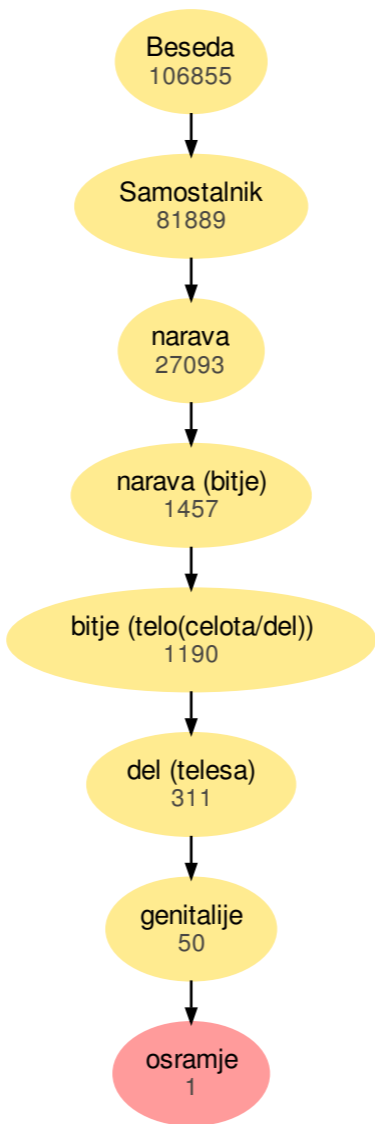 Beseda
106855
Samostalnik
81889
narava
27093
narava (bitje)
1457
bitje (telo(celota/del))
1190
del (telesa)
311
genitalije
50
osramje
1